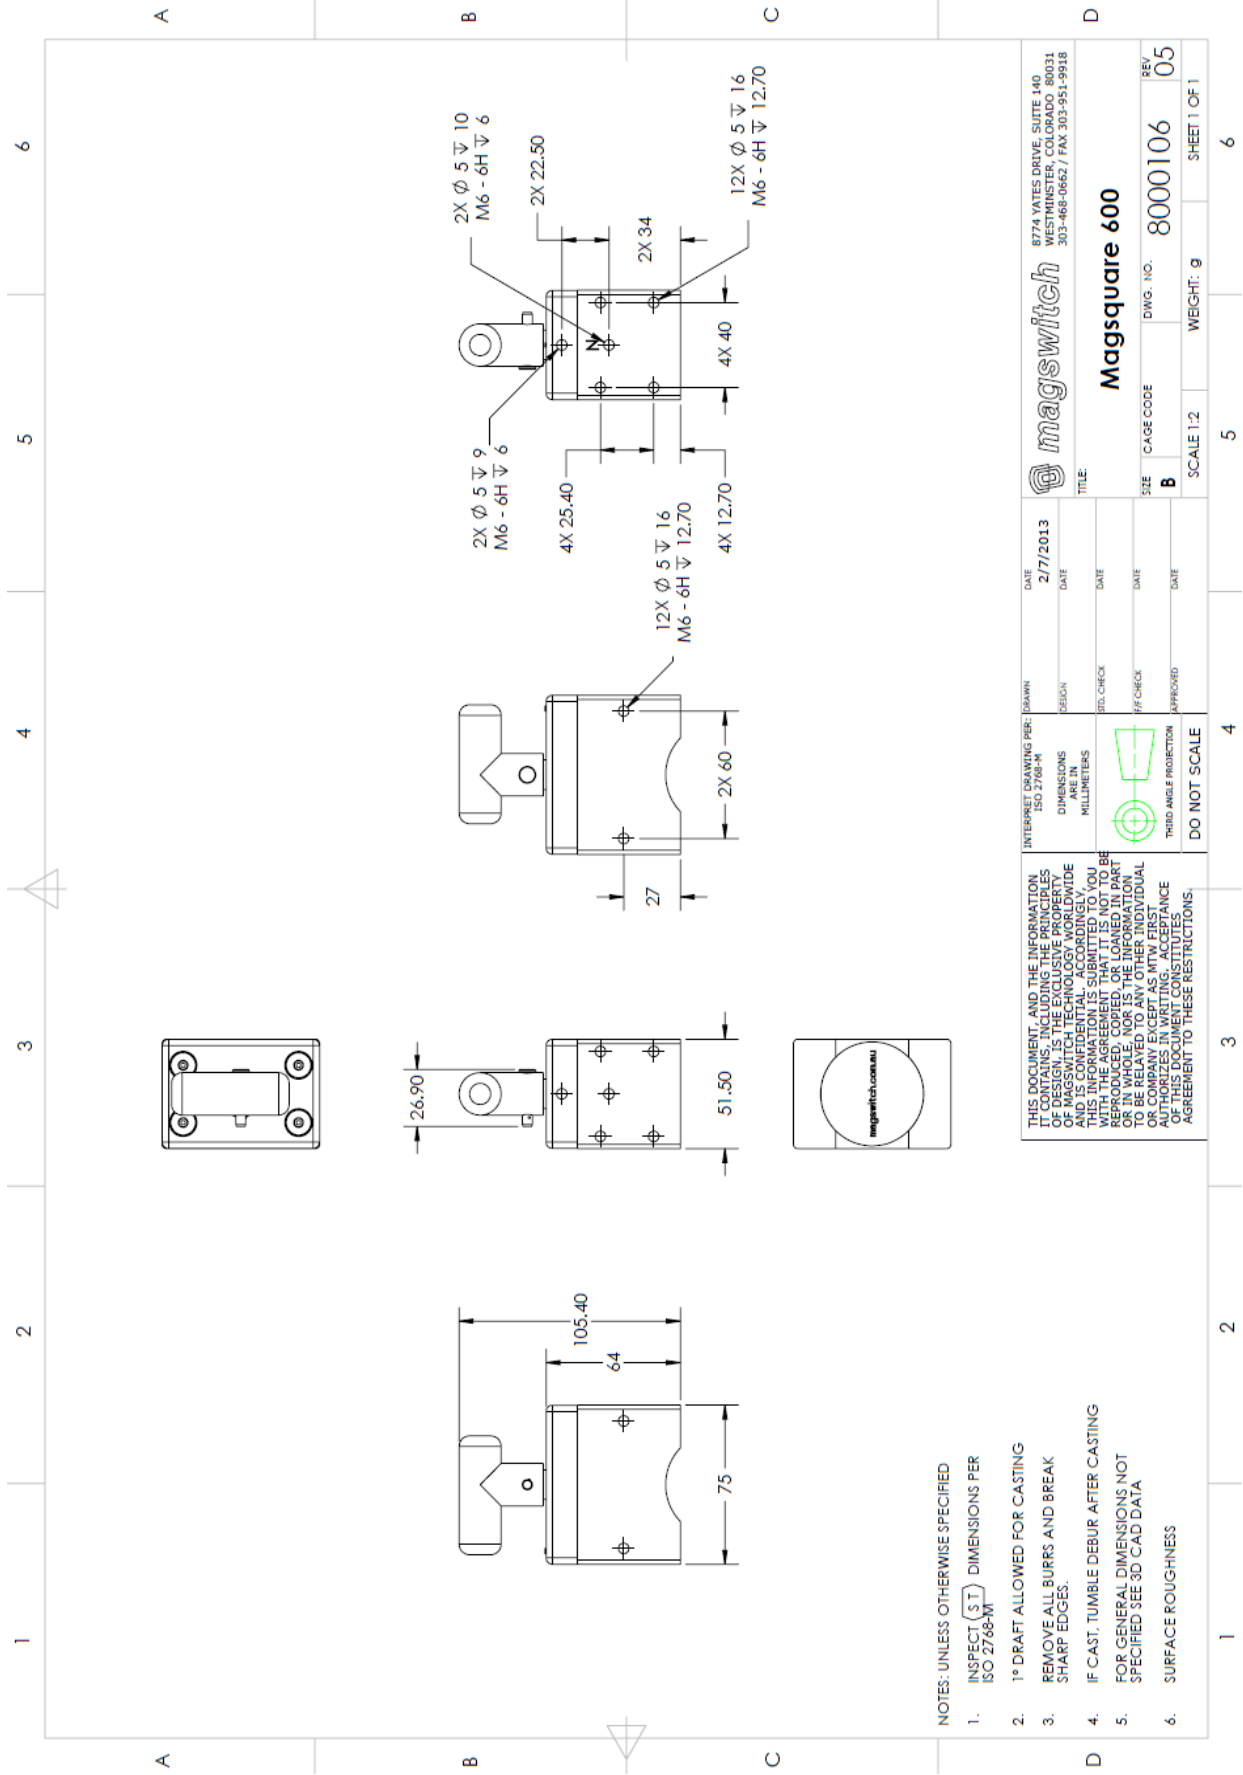 1
2
3
4
5
6
A
B
C
D
A
B
C
D
1
2
3
4
5
6
105.40
64
75
26.90
51.50
magswitch.com.au
27
2X 60
12X Ø 5 ↧ 16
M6 - 6H ↧ 12.70
2X Ø 5 ↧ 9
M6 - 6H ↧ 6
2X Ø 5 ↧ 10
M6 - 6H ↧ 6
2X 22.50
4X 25.40
N
2X 34
4X 12.70
4X 40
12X Ø 5 ↧ 16
M6 - 6H ↧ 12.70
NOTES: UNLESS OTHERWISE SPECIFIED
1. INSPECT ST DIMENSIONS PER
ISO 2768-M
2. 1° DRAFT ALLOWED FOR CASTING
3. REMOVE ALL BURRS AND BREAK
SHARP EDGES.
4. IF CAST, TUMBLE DEBUR AFTER CASTING
5. FOR GENERAL DIMENSIONS NOT
SPECIFIED SEE 3D CAD DATA
6. SURFACE ROUGHNESS
THIS DOCUMENT, AND THE INFORMATION
IT CONTAINS, INCLUDING THE PRINCIPLES
OF DESIGN, IS THE EXCLUSIVE PROPERTY
OF MAGSWITCH TECHNOLOGY WORLDWIDE
AND IS CONFIDENTIAL. ACCORDINGLY,
THIS INFORMATION IS SUBMITTED TO YOU
WITH THE AGREEMENT THAT IT IS NOT TO BE
REPRODUCED, COPIED, OR LOANED IN PART
OR IN WHOLE, NOR IS THE INFORMATION
TO BE RELAYED TO ANY OTHER INDIVIDUAL
OR COMPANY EXCEPT AS MTW FIRST
AUTHORIZES IN WRITING. ACCEPTANCE
OF THIS DOCUMENT CONSTITUTES
AGREEMENT TO THESE RESTRICTIONS.
INTERPRET DRAWING PER:
ISO 2768-M
DIMENSIONS
ARE IN
MILLIMETERS
THIRD ANGLE PROJECTION
DO NOT SCALE
DRAWN DATE
2/7/2013
DESIGN DATE
STD. CHECK DATE
F/F CHECK DATE
APPROVED DATE
magswitch
8774 YATES DRIVE, SUITE 140
WESTMINSTER, COLORADO 80031
303-468-0662 / FAX 303-951-9918
TITLE:
Magsquare 600
SIZE
B
CAGE CODE
DWG. NO.
8000106
REV
05
SCALE 1:2
WEIGHT: g
SHEET 1 OF 1